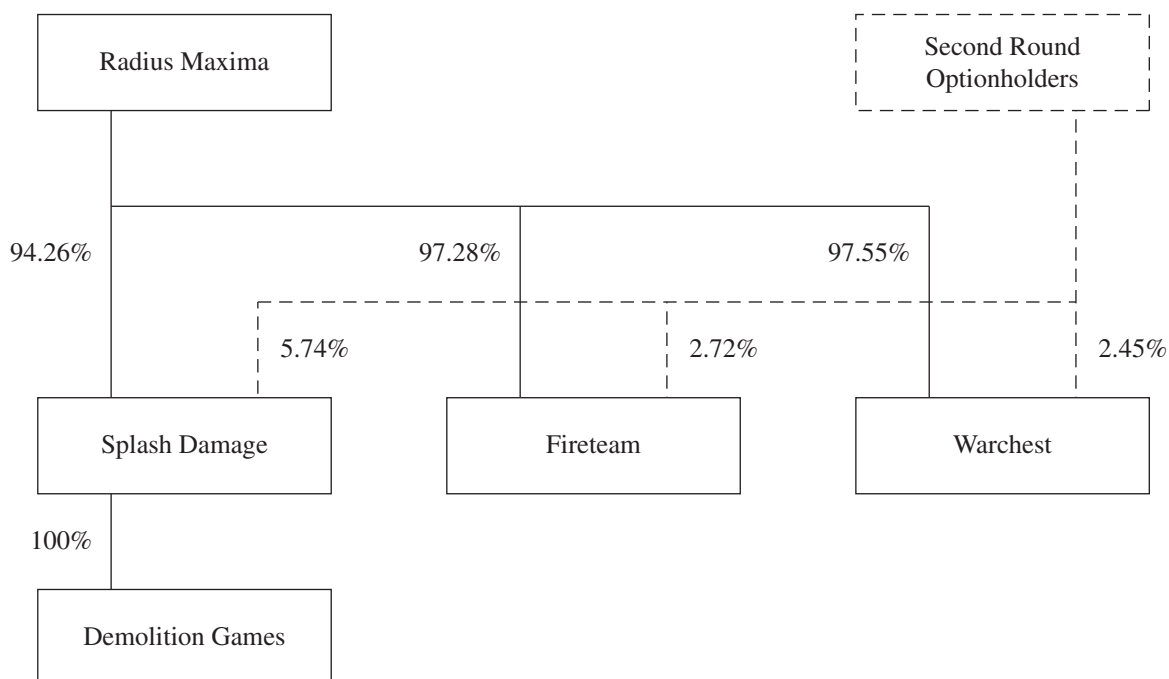 Radius Maxima
Second Round
Optionholders
94.26%
97.28%
97.55%
5.74%
2.72%
2.45%
Splash Damage
Fireteam
Warchest
100%
Demolition Games